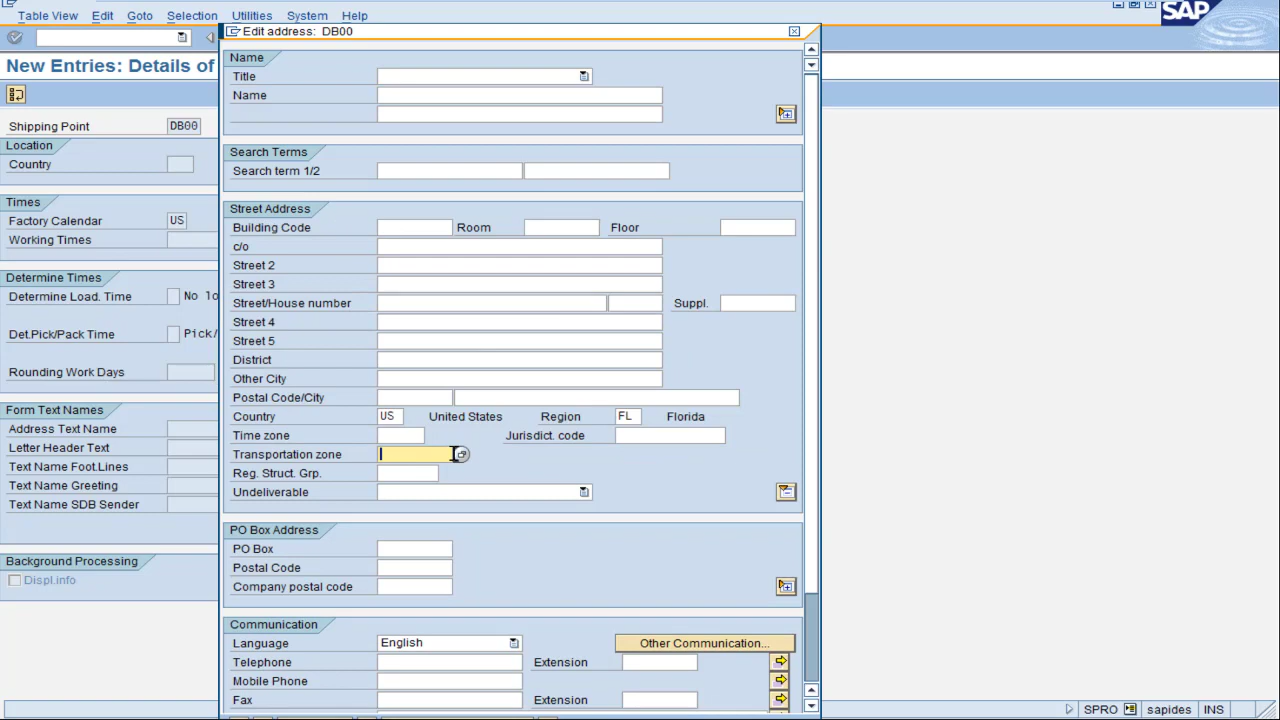 Table View Edit Goto Selection Utilities System Help
SAP
New Entries: Details of
Shipping Point DB00
Location
Country
Times
Factory Calendar US
Working Times
Determine Times
Determine Load. Time No lo
Det.Pick/Pack Time Pick/
Rounding Work Days
Form Text Names
Address Text Name
Letter Header Text
Text Name Foot.Lines
Text Name Greeting
Text Name SDB Sender
Background Processing
Displ.info
Edit address: DB00
Name
Title
Name
Search Terms
Search term 1/2
Street Address
Building Code Room Floor
c/o
Street 2
Street 3
Street/House number Suppl.
Street 4
Street 5
District
Other City
Postal Code/City
Country US United States Region FL Florida
Time zone Jurisdict. code
Transportation zone
Reg. Struct. Grp.
Undeliverable
PO Box Address
PO Box
Postal Code
Company postal code
Communication
Language English Other Communication...
Telephone Extension
Mobile Phone
Fax Extension
SPRO sapides INS